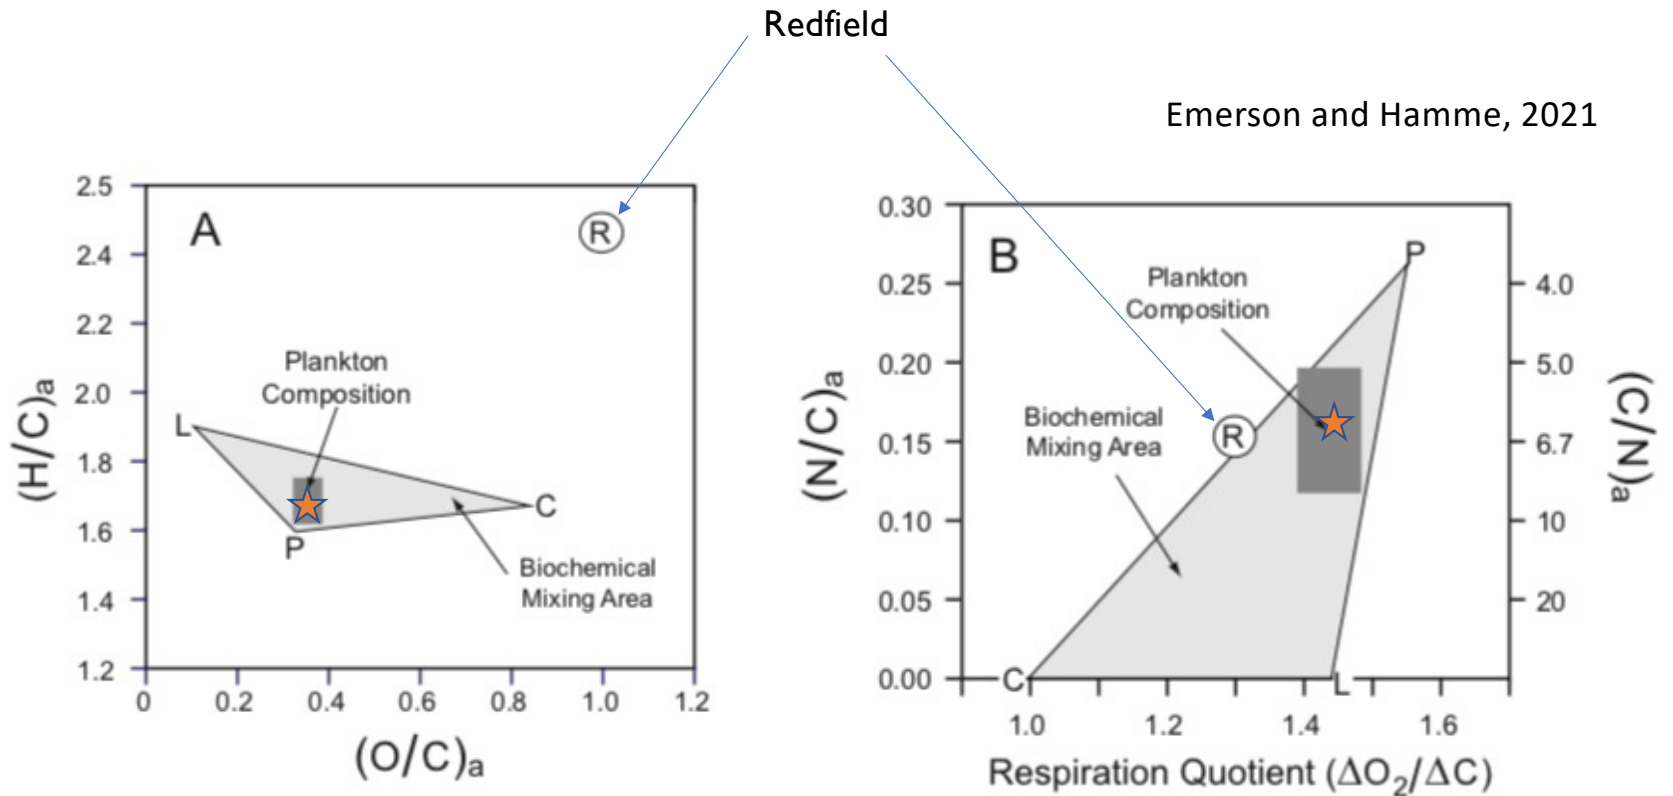 Redfield
Emerson and Hamme, 2021
A
R
2.5
2.4
2.2
2.0
1.8
1.6
1.4
1.2
(H/C)a
Plankton
Composition
L
C
P
Biochemical
Mixing Area
0
0.2
0.4
0.6
0.8
1.0
1.2
(O/C)a
B
P
0.30
0.25
0.20
0.15
0.10
0.05
0.00
(N/C)a
Plankton
Composition
Biochemical
Mixing Area
R
C
L
4.0
5.0
6.7
10
20
(C/N)a
1.0
1.2
1.4
1.6
Respiration Quotient (ΔO₂/ΔC)